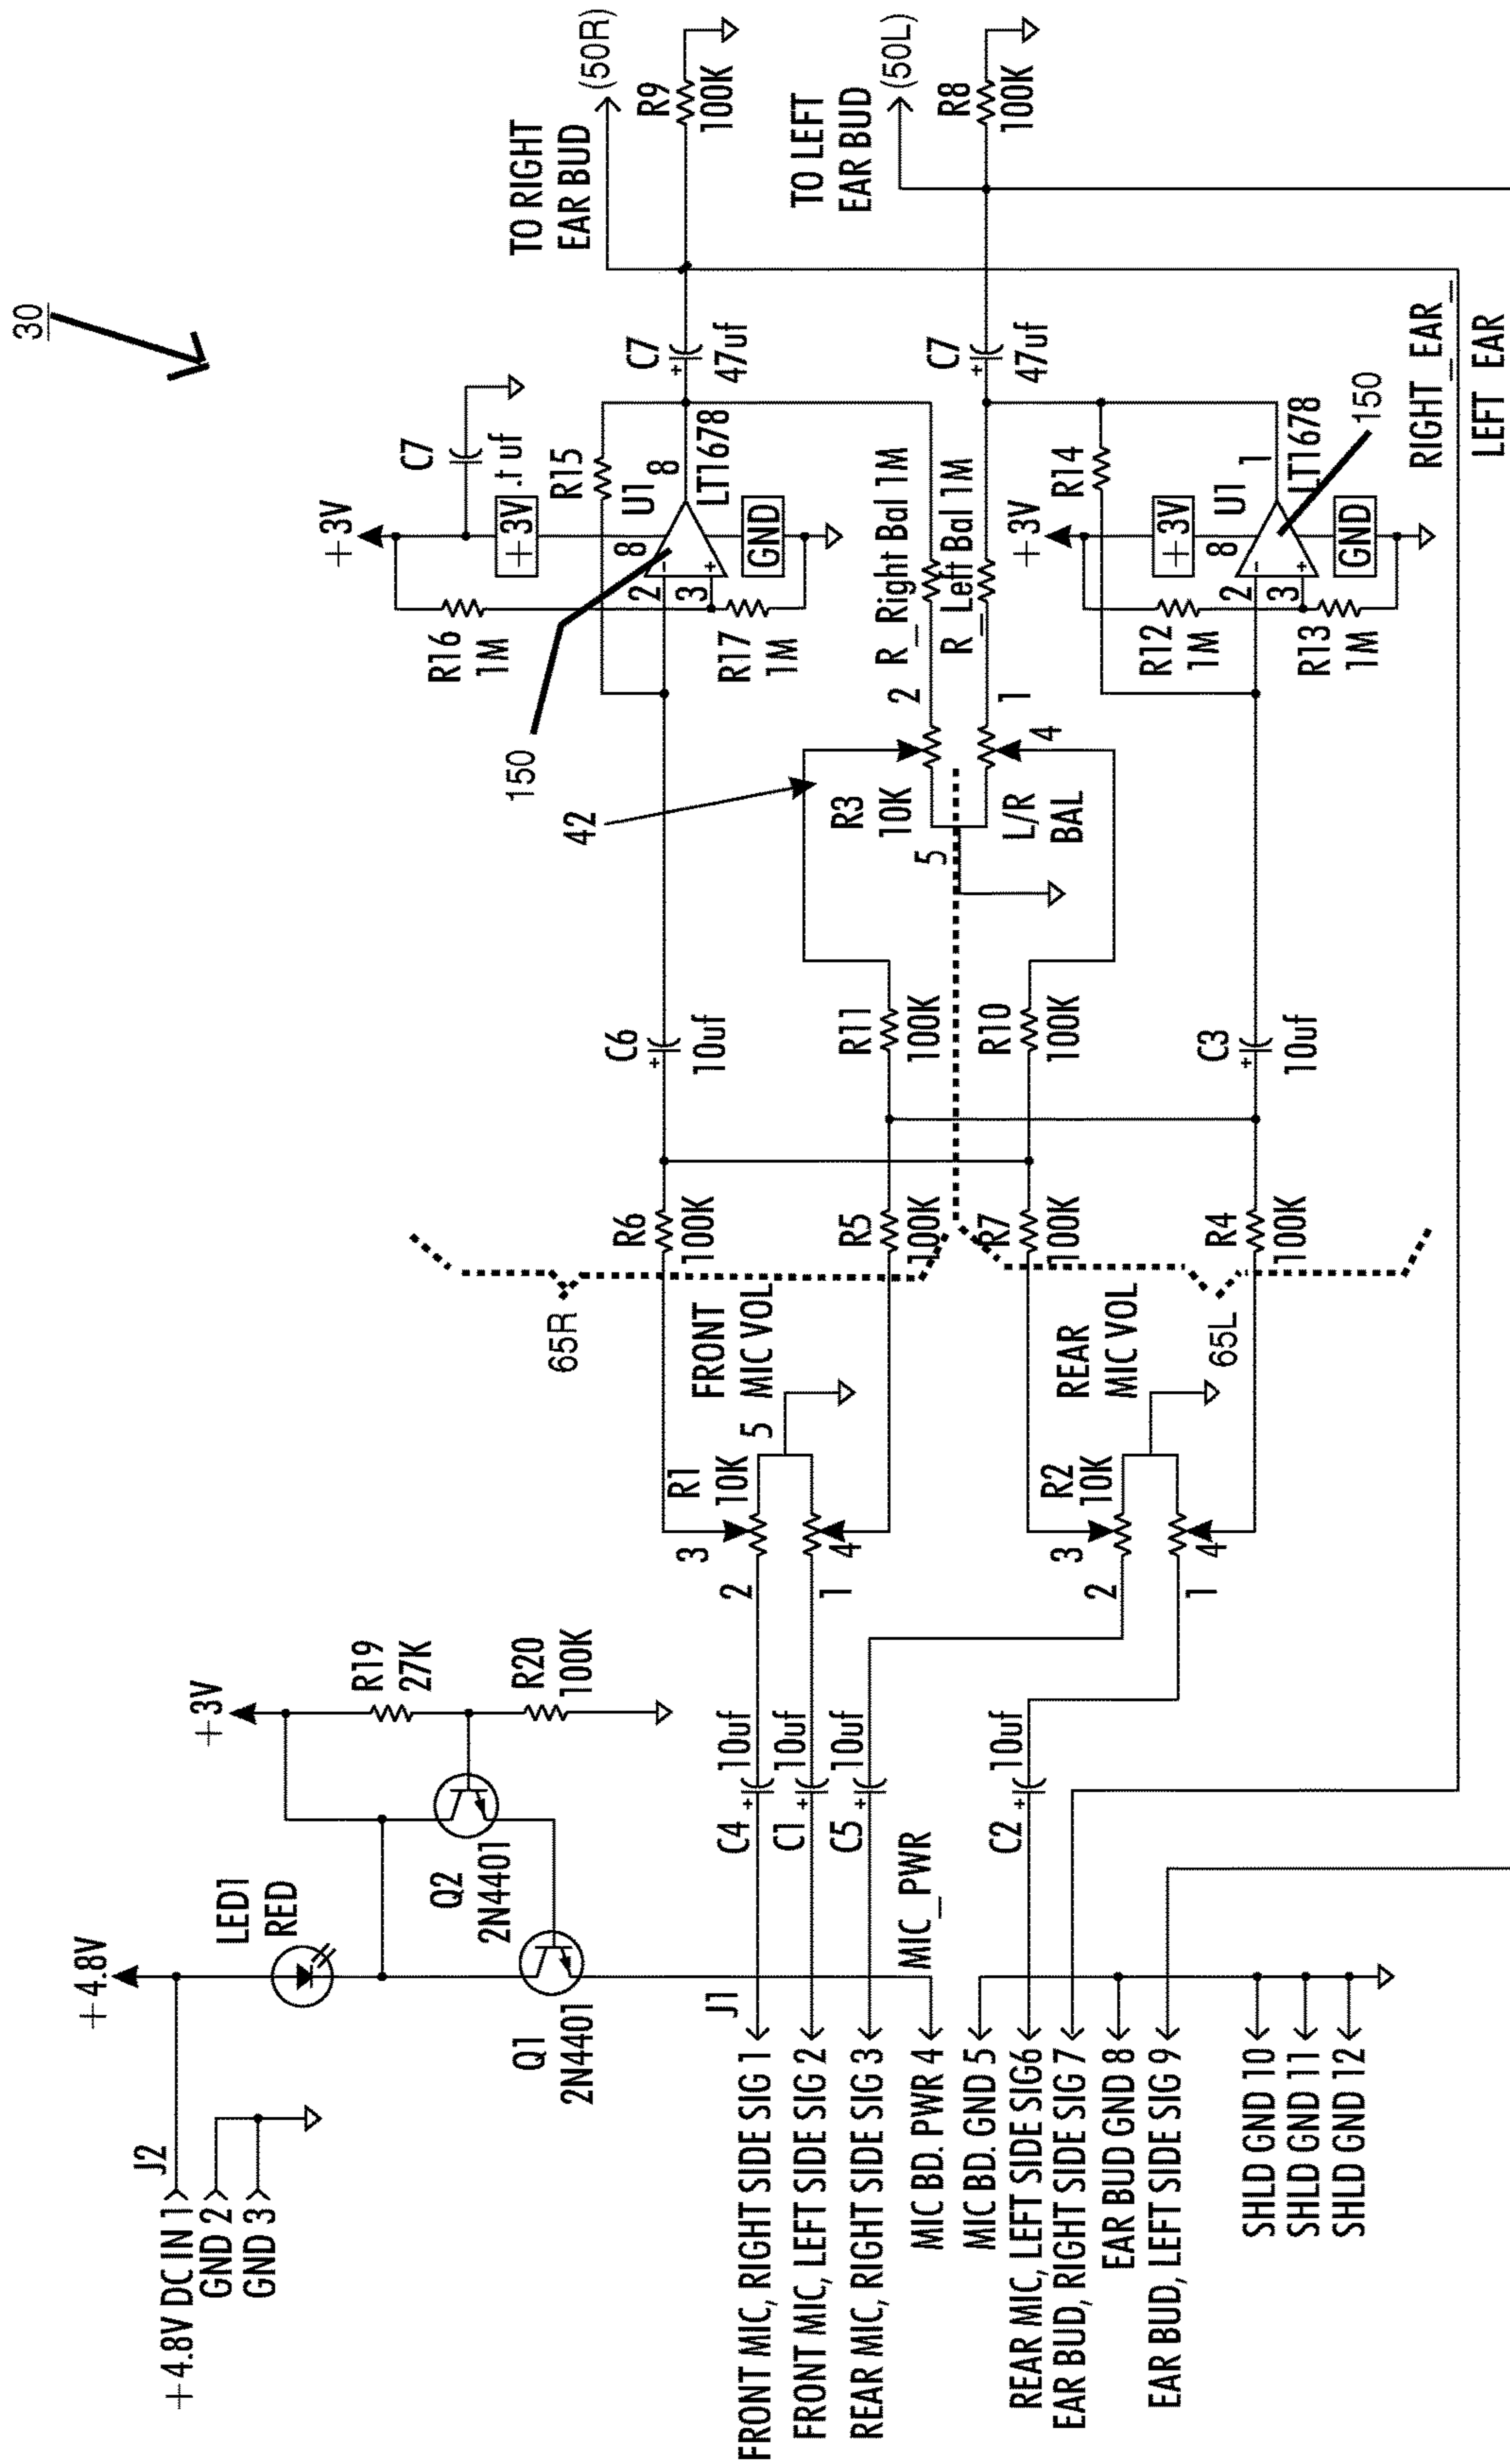 30
+4.8V DC IN 1
GND 2
GND 3
J2
+4.8V
LED1
RED
Q1
2N4401
Q2
2N4401
+3V
R19
27K
R20
100K
J1
FRONT MIC, RIGHT SIDE SIG 1
FRONT MIC, LEFT SIDE SIG 2
REAR MIC, RIGHT SIDE SIG 3
MIC BD. PWR 4
MIC BD. GND 5
REAR MIC, LEFT SIDE SIG6
EAR BUD, RIGHT SIDE SIG 7
EAR BUD GND 8
EAR BUD, LEFT SIDE SIG 9
SHLD GND 10
SHLD GND 11
SHLD GND 12
MIC_PWR
C4
+
10uf
C1
+
10uf
C5
+
10uf
C2
+
10uf
2
3
R1
10K
5
1
4
FRONT
MIC VOL
2
3
R2
10K
1
4
REAR
MIC VOL
65R
65L
R6
100K
R5
100K
R7
100K
R4
100K
C6
+
10uf
R11
100K
R10
100K
C3
+
10uf
42
R3
10K
5
L/R
BAL
2
1
4
R_Right Bal 1M
R_Left Bal 1M
150
R16
1M
R17
1M
+3V
+3V
C7
.1 uf
R15
U1
8
2
3
-
+
8
LT1678
GND
R12
1M
R13
1M
+3V
+3V
R14
U1
8
2
3
-
+
1
LT1678
GND
150
C7
+
47uf
C7
+
47uf
TO RIGHT
EAR BUD
(50R)
R9
100K
TO LEFT
EAR BUD
(50L)
R8
100K
RIGHT_EAR_
LEFT_EAR